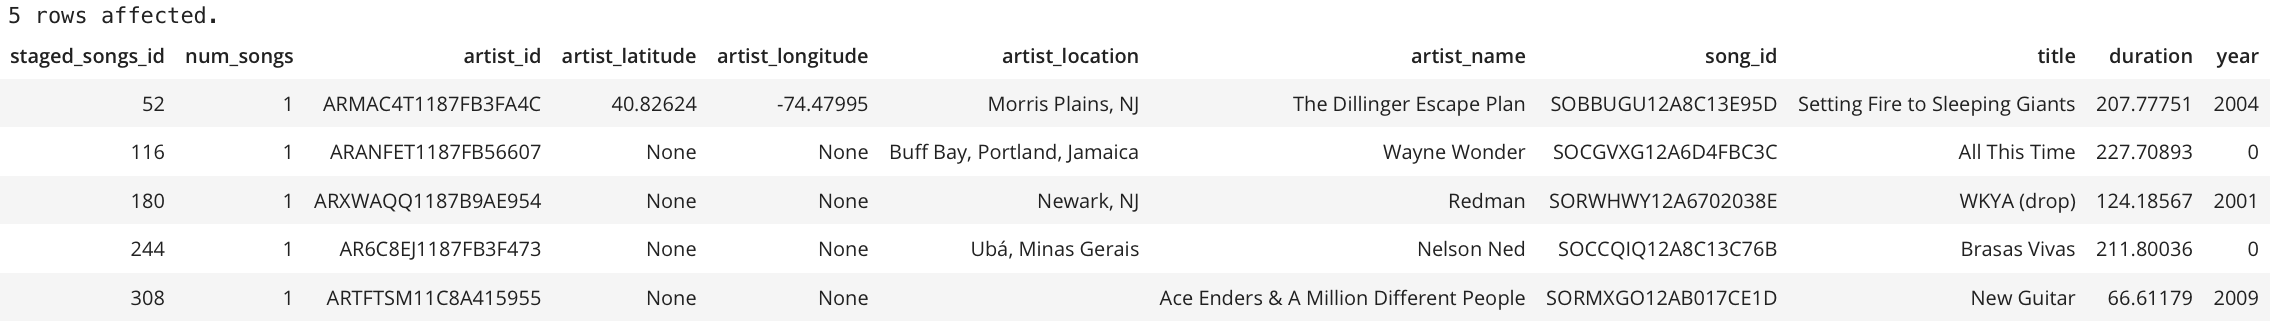 5 rows affected.
staged_songs_id num_songs artist_id artist_latitude artist_longitude artist_location artist_name song_id title duration year
52 1 ARMAC4T1187FB3FA4C 40.82624 -74.47995 Morris Plains, NJ The Dillinger Escape Plan SOBBUGU12A8C13E95D Setting Fire to Sleeping Giants 207.77751 2004
116 1 ARANFET1187FB56607 None None Buff Bay, Portland, Jamaica Wayne Wonder SOCGVXG12A6D4FBC3C All This Time 227.70893 0
180 1 ARXWAQQ1187B9AE954 None None Newark, NJ Redman SORWHWY12A6702038E WKYA (drop) 124.18567 2001
244 1 AR6C8EJ1187FB3F473 None None Ubá, Minas Gerais Nelson Ned SOCCQIQ12A8C13C76B Brasas Vivas 211.80036 0
308 1 ARTFTSM11C8A415955 None None Ace Enders & A Million Different People SORMXGO12AB017CE1D New Guitar 66.61179 2009